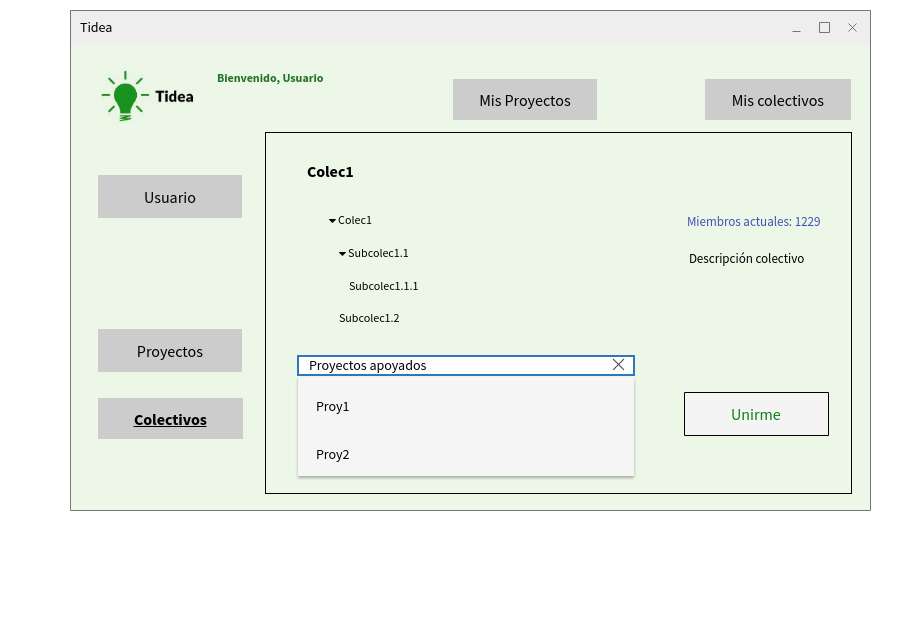 Tidea
Tidea
Bienvenido, Usuario
Mis Proyectos
Mis colectivos
Usuario
Proyectos
Colectivos
Colec1
Colec1
Subcolec1.1
Subcolec1.1.1
Subcolec1.2
Miembros actuales: 1229
Descripción colectivo
Proyectos apoyados
Proy1
Proy2
Unirme